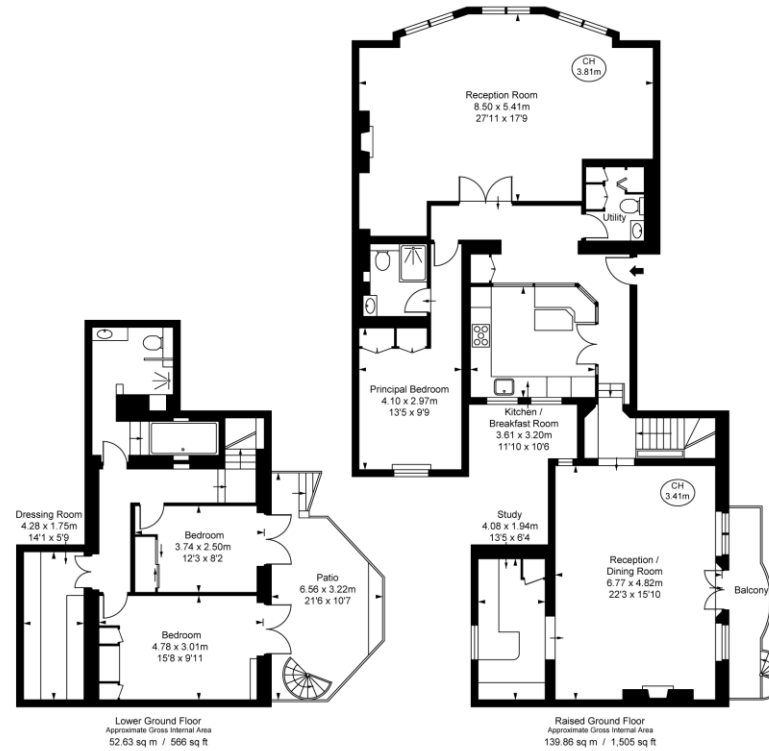 CH
3.81m
Reception Room
8.50 x 5.41m
27'11 x 17'9
Utility
Principal Bedroom
4.10 x 2.97m
13'5 x 9'9
Kitchen /
Breakfast Room
3.61 x 3.20m
11'10 x 10'6
Dressing Room
4.28 x 1.75m
14'1 x 5'9
Bedroom
3.74 x 2.50m
12'3 x 8'2
Patio
6.56 x 3.22m
21'6 x 10'7
Bedroom
4.78 x 3.01m
15'8 x 9'11
Study
4.08 x 1.94m
13'5 x 6'4
CH
3.41m
Reception /
Dining Room
6.77 x 4.82m
22'3 x 15'10
Balcony
Lower Ground Floor
Approximate Gross Internal Area
52.63 sq m / 566 sq ft
Raised Ground Floor
Approximate Gross Internal Area
139.86 sq m / 1,505 sq ft